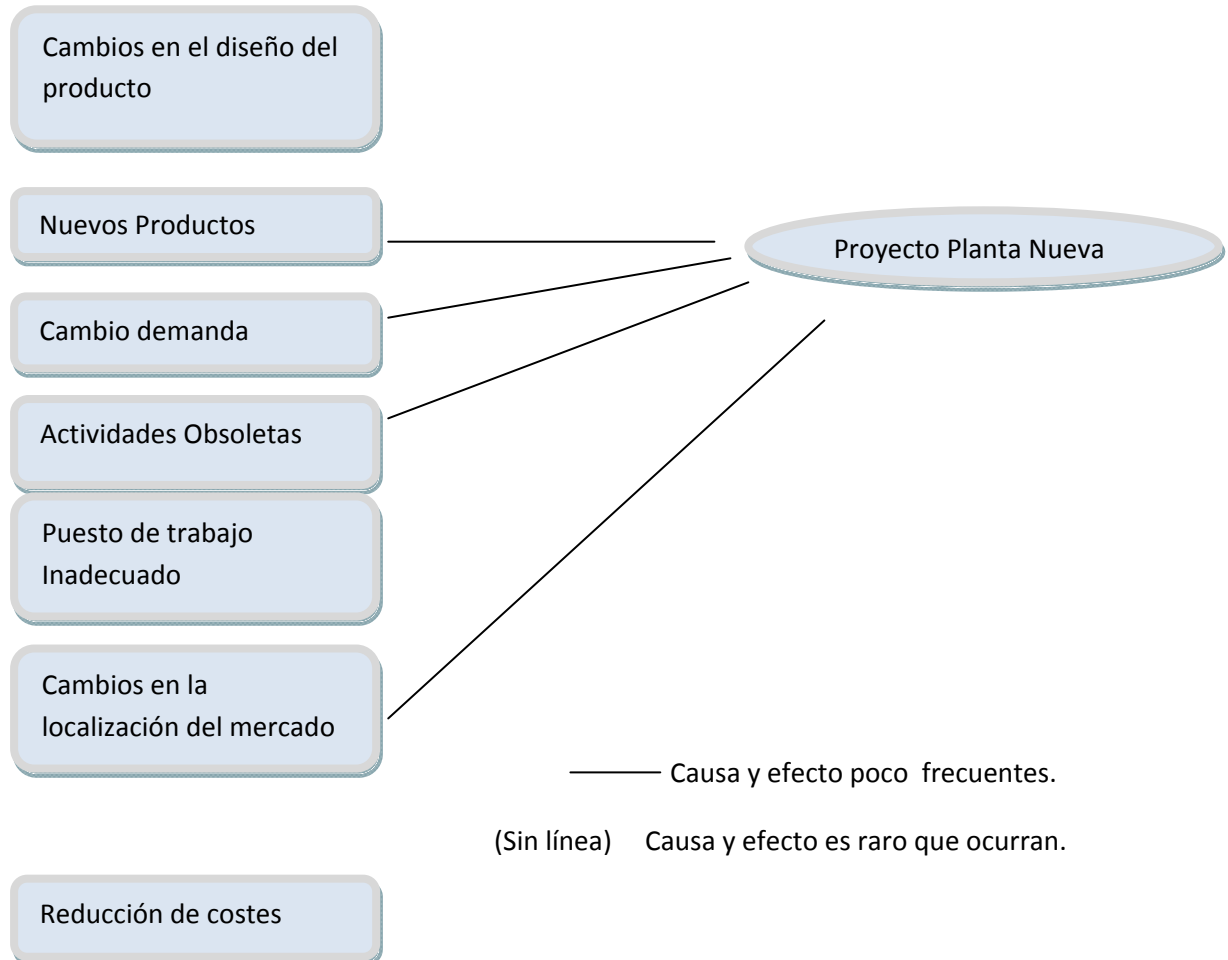 Cambios en el diseño del
producto
Nuevos Productos
Proyecto Planta Nueva
Cambio demanda
Actividades Obsoletas
Puesto de trabajo
Inadecuado
Cambios en la
localización del mercado
Causa y efecto poco frecuentes.
(Sin línea) Causa y efecto es raro que ocurran.
Reducción de costes